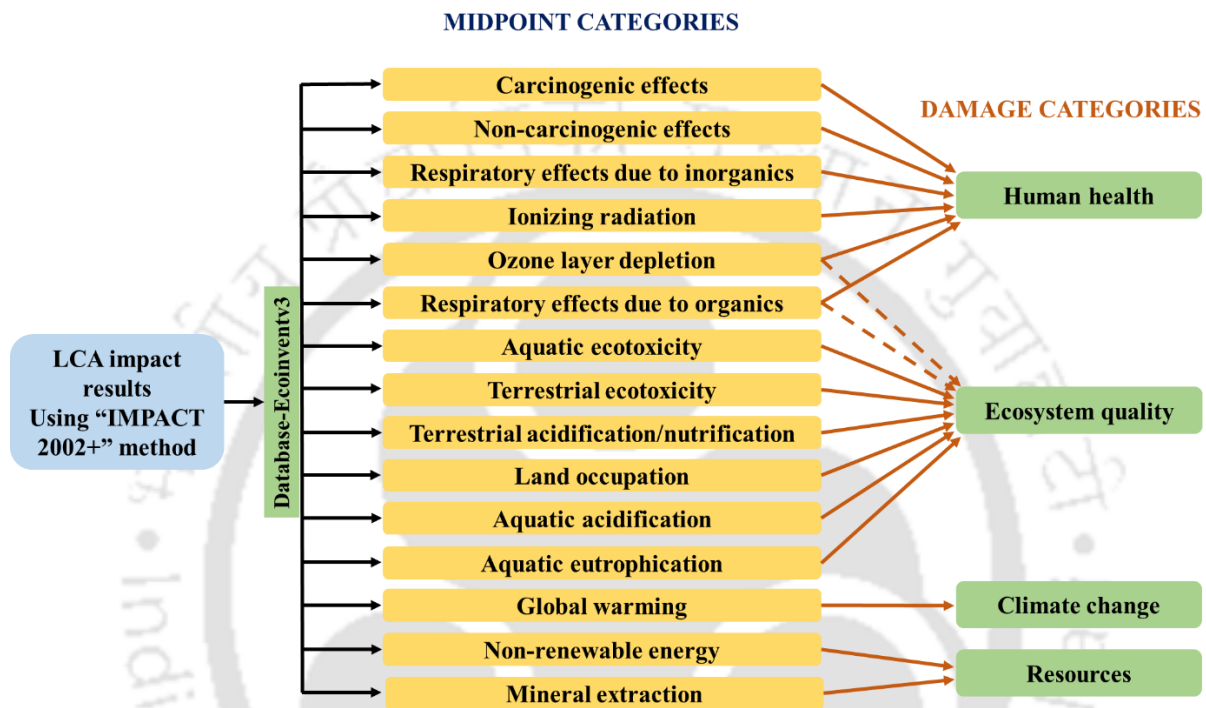 MIDPOINT CATEGORIES
Carcinogenic effects
DAMAGE CATEGORIES
Non-carcinogenic effects
Respiratory effects due to inorganics
Human health
Ionizing radiation
Ozone layer depletion
Respiratory effects due to organics
Aquatic ecotoxicity
LCA impact
results
Using “IMPACT
2002+” method
Database-Ecoinventv3
Terrestrial ecotoxicity
Ecosystem quality
Terrestrial acidification/nutrification
Land occupation
Aquatic acidification
Aquatic eutrophication
Global warming
Climate change
Non-renewable energy
Resources
Mineral extraction